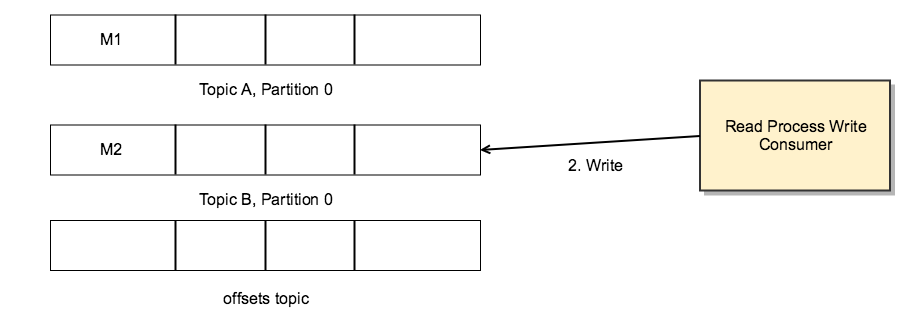 M1
Topic A, Partition 0
M2
Topic B, Partition 0
offsets topic
2. Write
Read Process Write
Consumer